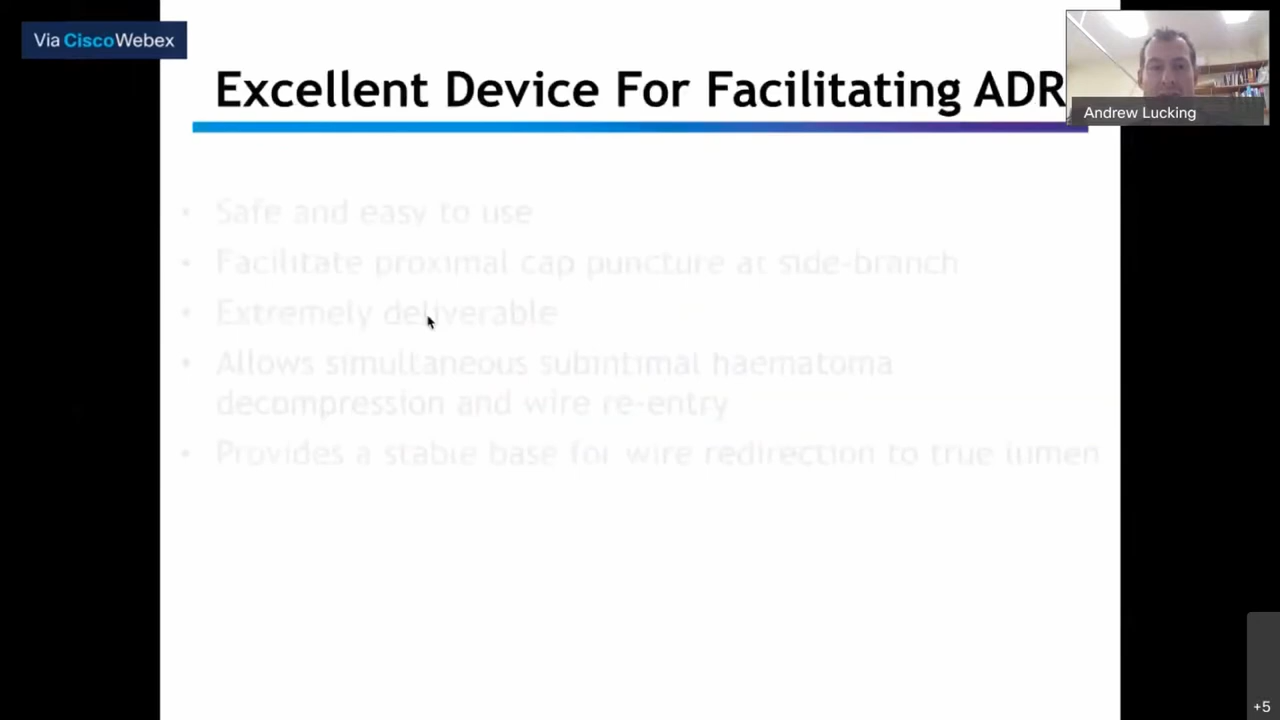 Via CiscoWebex
Excellent Device For Facilitating ADR
Andrew Lucking
• Safe and easy to use
• Facilitate proximal cap puncture at side-branch
• Extremely deliverable
• Allows simultaneous subintimal haematoma
decompression and wire re-entry
• Provides a stable base for wire redirection to true lumen
+5